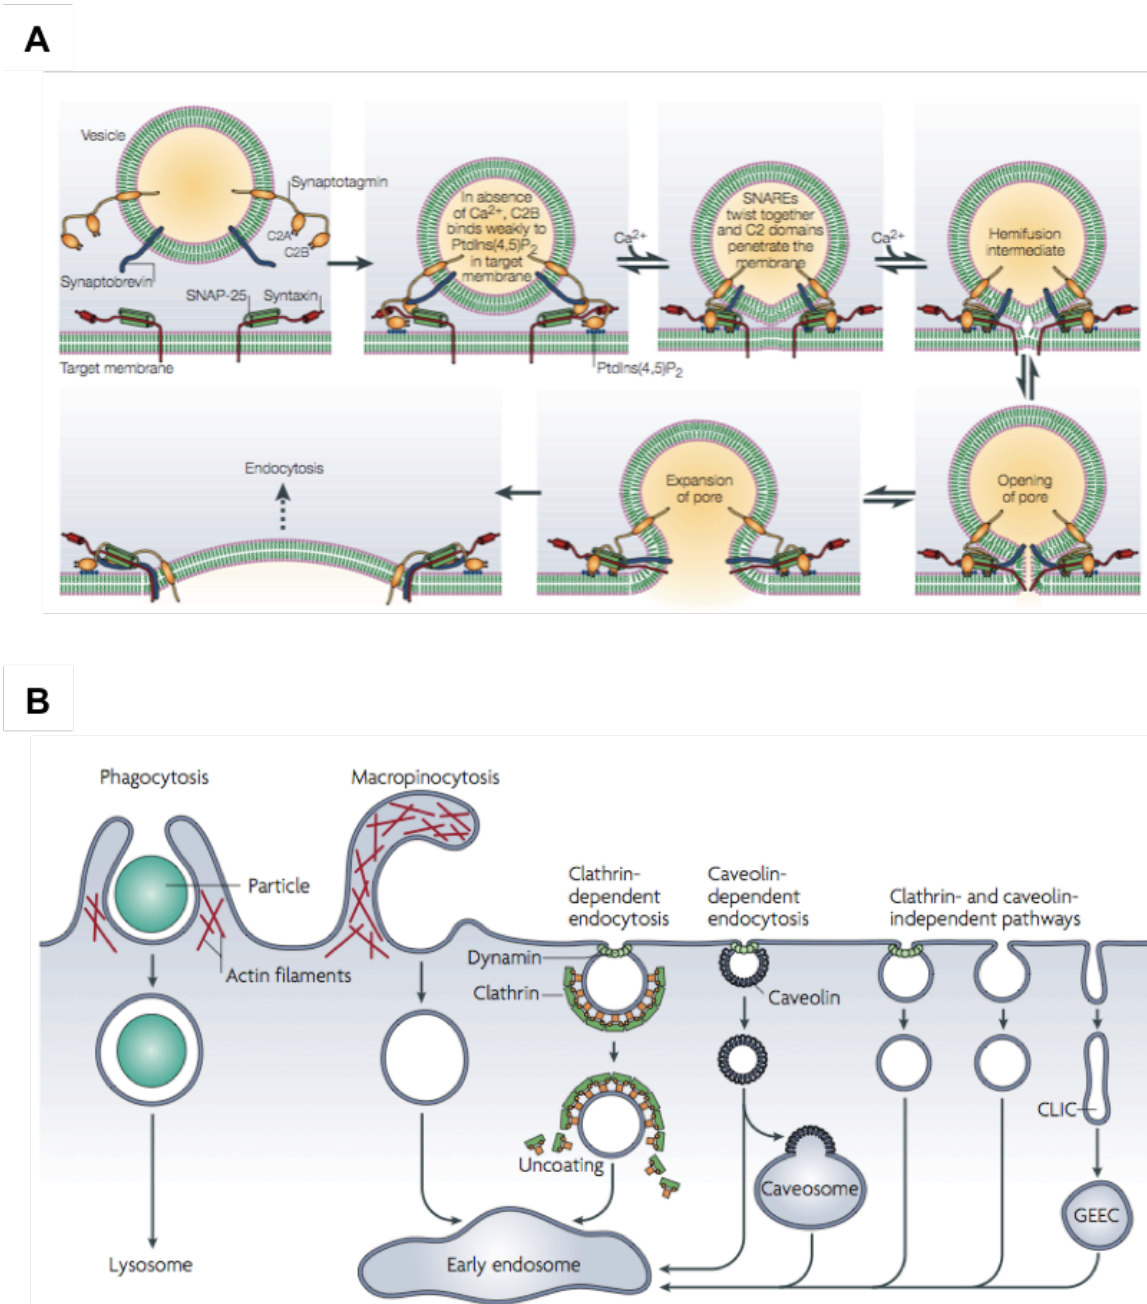 A
Vesicle
Synaptotagmin
C2A
C2B
Synaptobrevin
SNAP-25
Syntaxin
Target membrane
In absence
of Ca²⁺, C2B
binds weakly to
PtdIns(4,5)P₂
in target
membrane
PtdIns(4,5)P₂
Ca²⁺
SNAREs
twist together
and C2 domains
penetrate the
membrane
Ca²⁺
Hemifusion
intermediate
Endocytosis
Expansion
of pore
Opening
of pore
B
Phagocytosis
Macropinocytosis
Particle
Actin filaments
Clathrin-
dependent
endocytosis
Caveolin-
dependent
endocytosis
Clathrin- and caveolin-
independent pathways
Dynamin
Clathrin
Caveolin
CLIC
Uncoating
Caveosome
GEEC
Lysosome
Early endosome